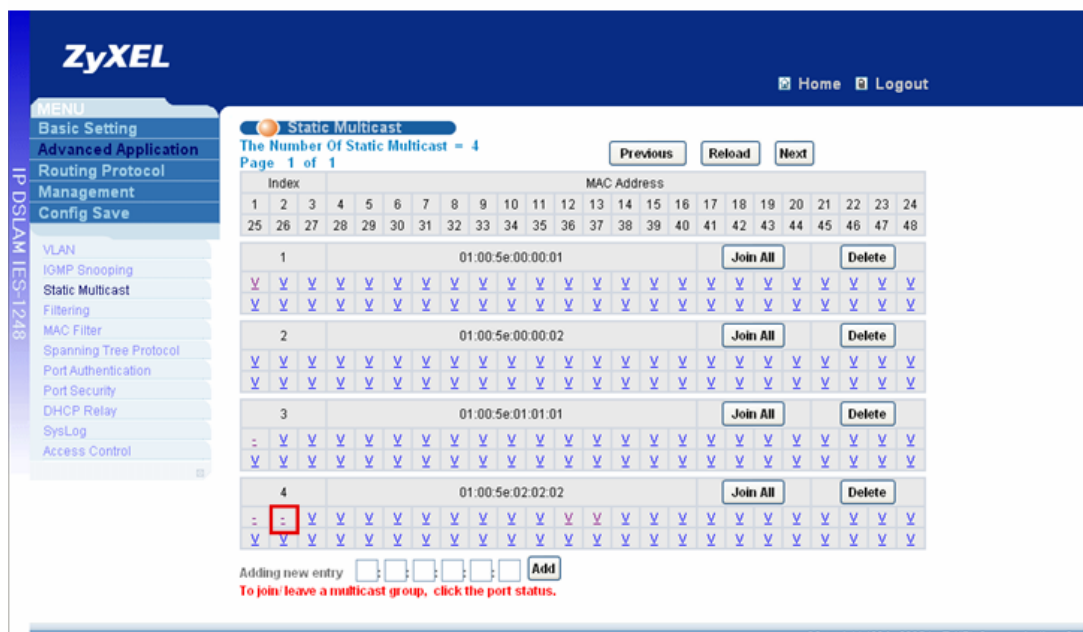 ZyXEL
Home Logout
IP DSLAM IES-1248
MENU
Basic Setting
Advanced Application
Routing Protocol
Management
Config Save
VLAN
IGMP Snooping
Static Multicast
Filtering
MAC Filter
Spanning Tree Protocol
Port Authentication
Port Security
DHCP Relay
SysLog
Access Control
Static Multicast
The Number Of Static Multicast = 4
Page 1 of 1
Previous Reload Next
Index MAC Address
1 2 3 4 5 6 7 8 9 10 11 12 13 14 15 16 17 18 19 20 21 22 23 24
25 26 27 28 29 30 31 32 33 34 35 36 37 38 39 40 41 42 43 44 45 46 47 48
1 01:00:5e:00:00:01 Join All Delete
V V V V V V V V V V V V V V V V V V V V V V V V
V V V V V V V V V V V V V V V V V V V V V V V V
2 01:00:5e:00:00:02 Join All Delete
V V V V V V V V V V V V V V V V V V V V V V V V
V V V V V V V V V V V V V V V V V V V V V V V V
3 01:00:5e:01:01:01 Join All Delete
- V V V V V V V V V V V V V V V V V V V V V V V
V V V V V V V V V V V V V V V V V V V V V V V V
4 01:00:5e:02:02:02 Join All Delete
- - V V V V V V V V V V V V V V V V V V V V V V
V V V V V V V V V V V V V V V V V V V V V V V V
Adding new entry : : : : : Add
To join/leave a multicast group, click the port status.